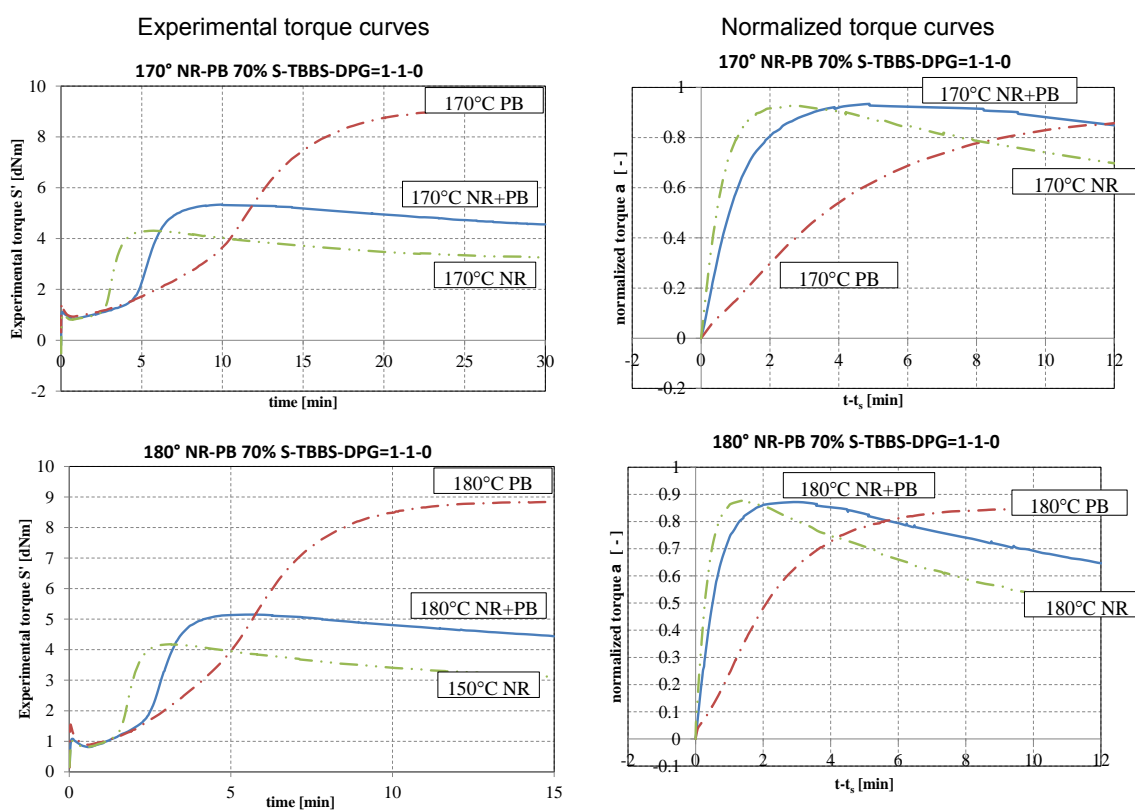 Experimental torque curves
Normalized torque curves
170° NR-PB 70% S-TBBS-DPG=1-1-0
10
8
6
4
2
0
-2
0
5
10
15
20
25
30
Experimental torque S' [dNm]
time [min]
170°C PB
170°C NR+PB
170°C NR
170° NR-PB 70% S-TBBS-DPG=1-1-0
1
0.8
0.6
0.4
0.2
0
-0.2
-2
0
2
4
6
8
10
12
normalized torque a [ - ]
t-ts [min]
170°C NR+PB
170°C NR
170°C PB
180° NR-PB 70% S-TBBS-DPG=1-1-0
10
9
8
7
6
5
4
3
2
1
0
0
5
10
15
Experimental torque S' [dNm]
time [min]
180°C PB
180°C NR+PB
150°C NR
180° NR-PB 70% S-TBBS-DPG=1-1-0
1
0.9
0.8
0.7
0.6
0.5
0.4
0.3
0.2
0.1
0
-0.1
-2
0
2
4
6
8
10
12
normalized torque a [ - ]
t-ts [min]
180°C NR+PB
180°C PB
180°C NR